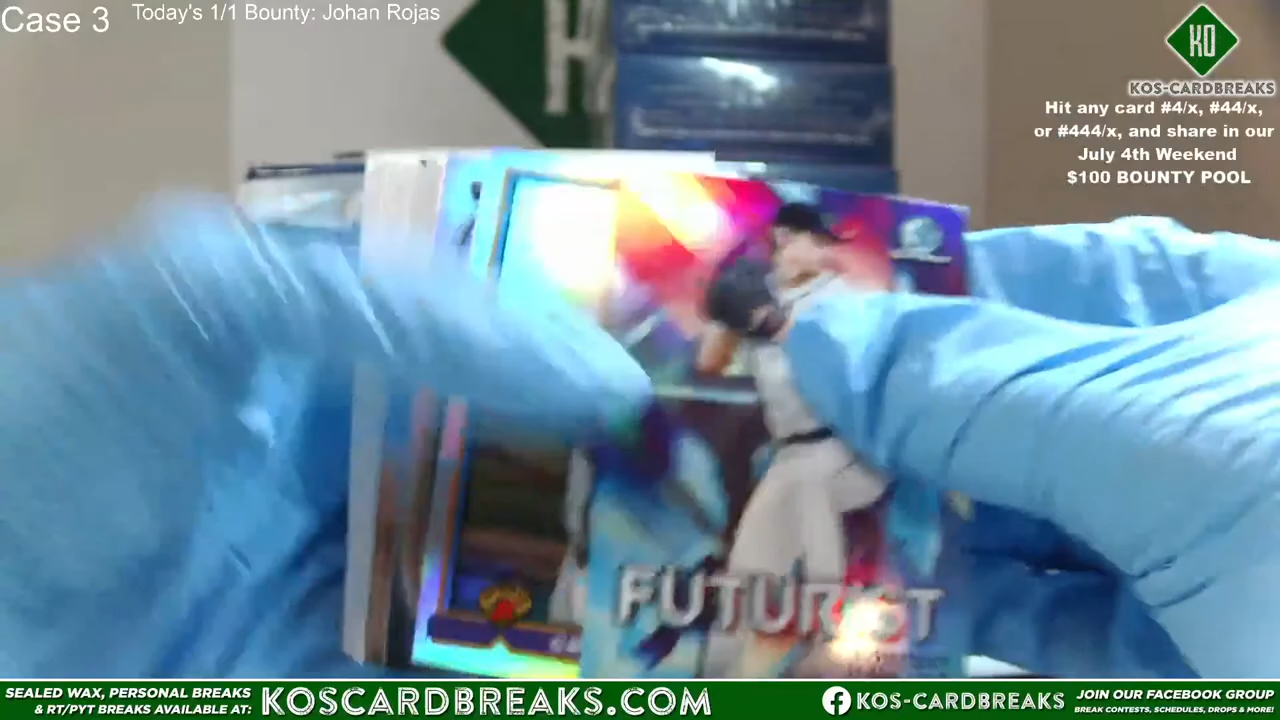 Case 3
Today's 1/1 Bounty: Johan Rojas
KO
KOS-CARDBREAKS
Hit any card #4/x, #44/x,
or #444/x, and share in our
July 4th Weekend
$100 BOUNTY POOL
FUTURIST
SEALED WAX, PERSONAL BREAKS
& RT/PYT BREAKS AVAILABLE AT:
KOSCARDBREAKS.COM
KOS-CARDBREAKS
JOIN OUR FACEBOOK GROUP
BREAK CONTESTS, SCHEDULES, DROPS & MORE!